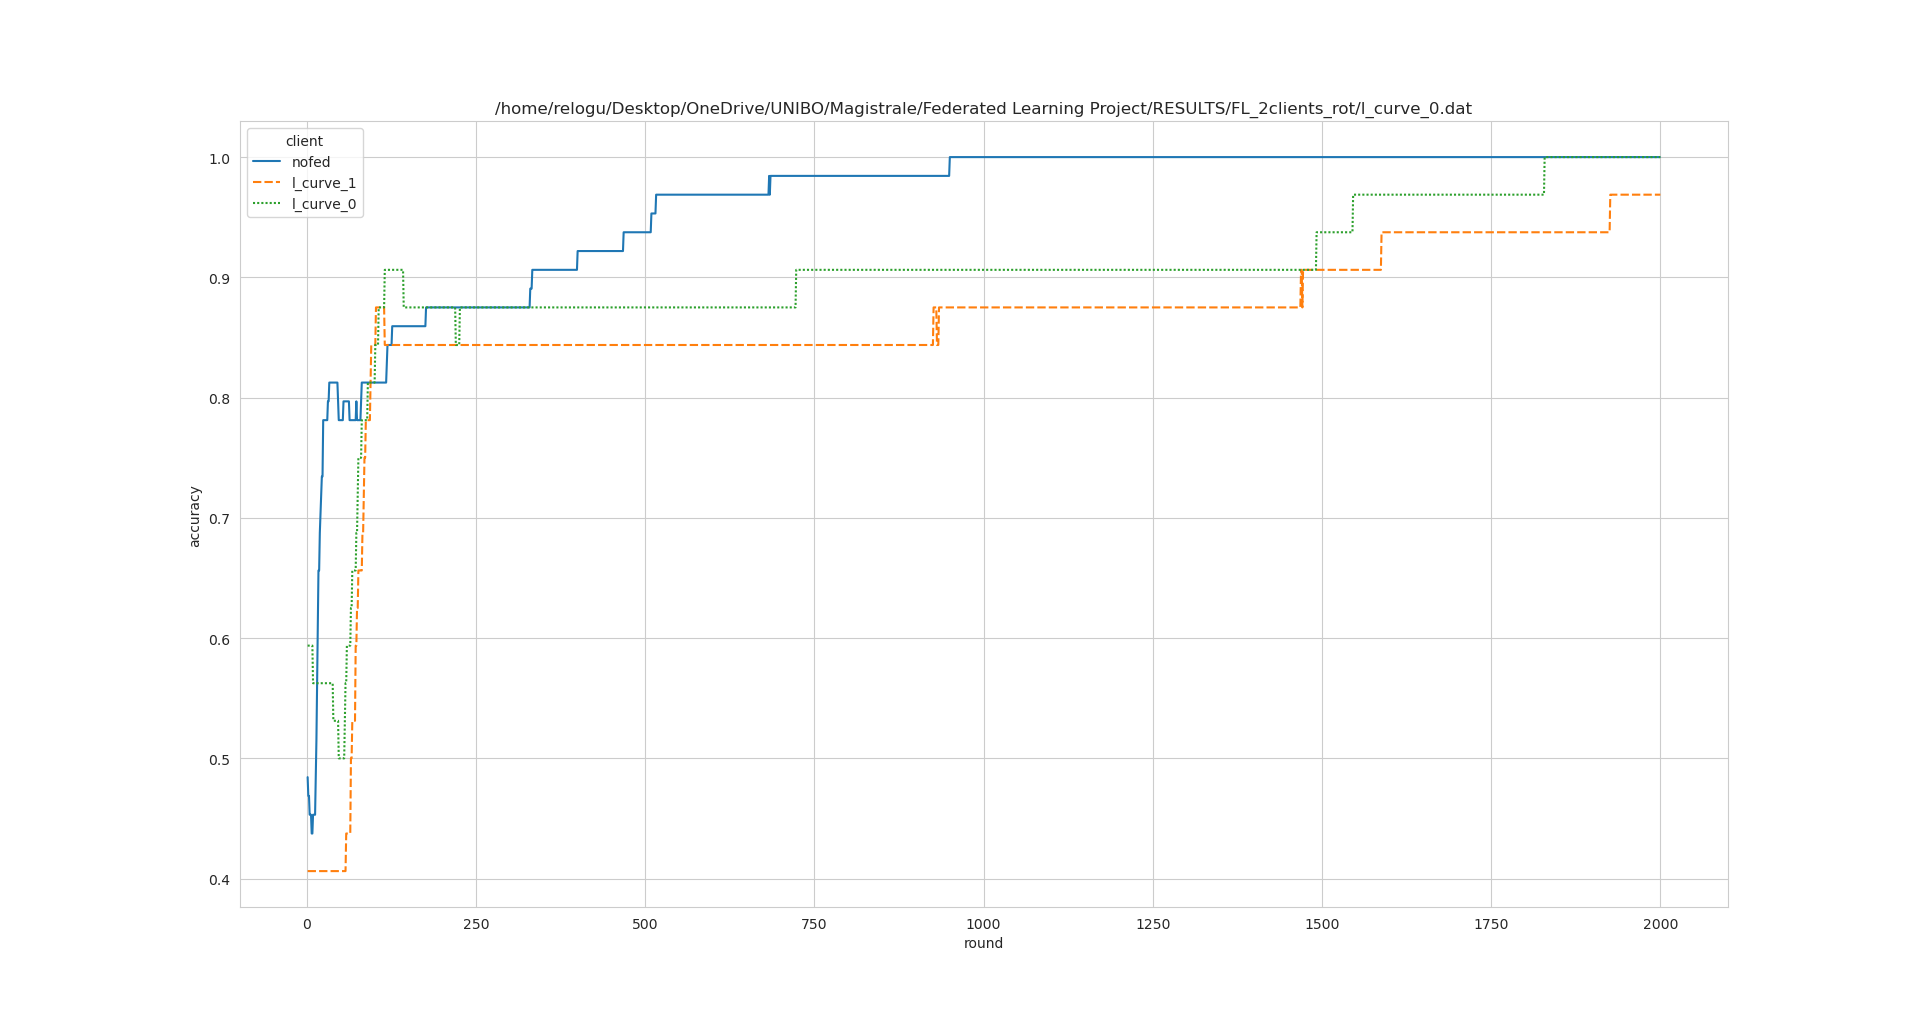 /home/relogu/Desktop/OneDrive/UNIBO/Magistrale/Federated Learning Project/RESULTS/FL_2clients_rot/l_curve_0.dat
client
nofed
l_curve_1
l_curve_0
1.0
0.9
0.8
0.7
0.6
0.5
0.4
accuracy
0 250 500 750 1000 1250 1500 1750 2000
round